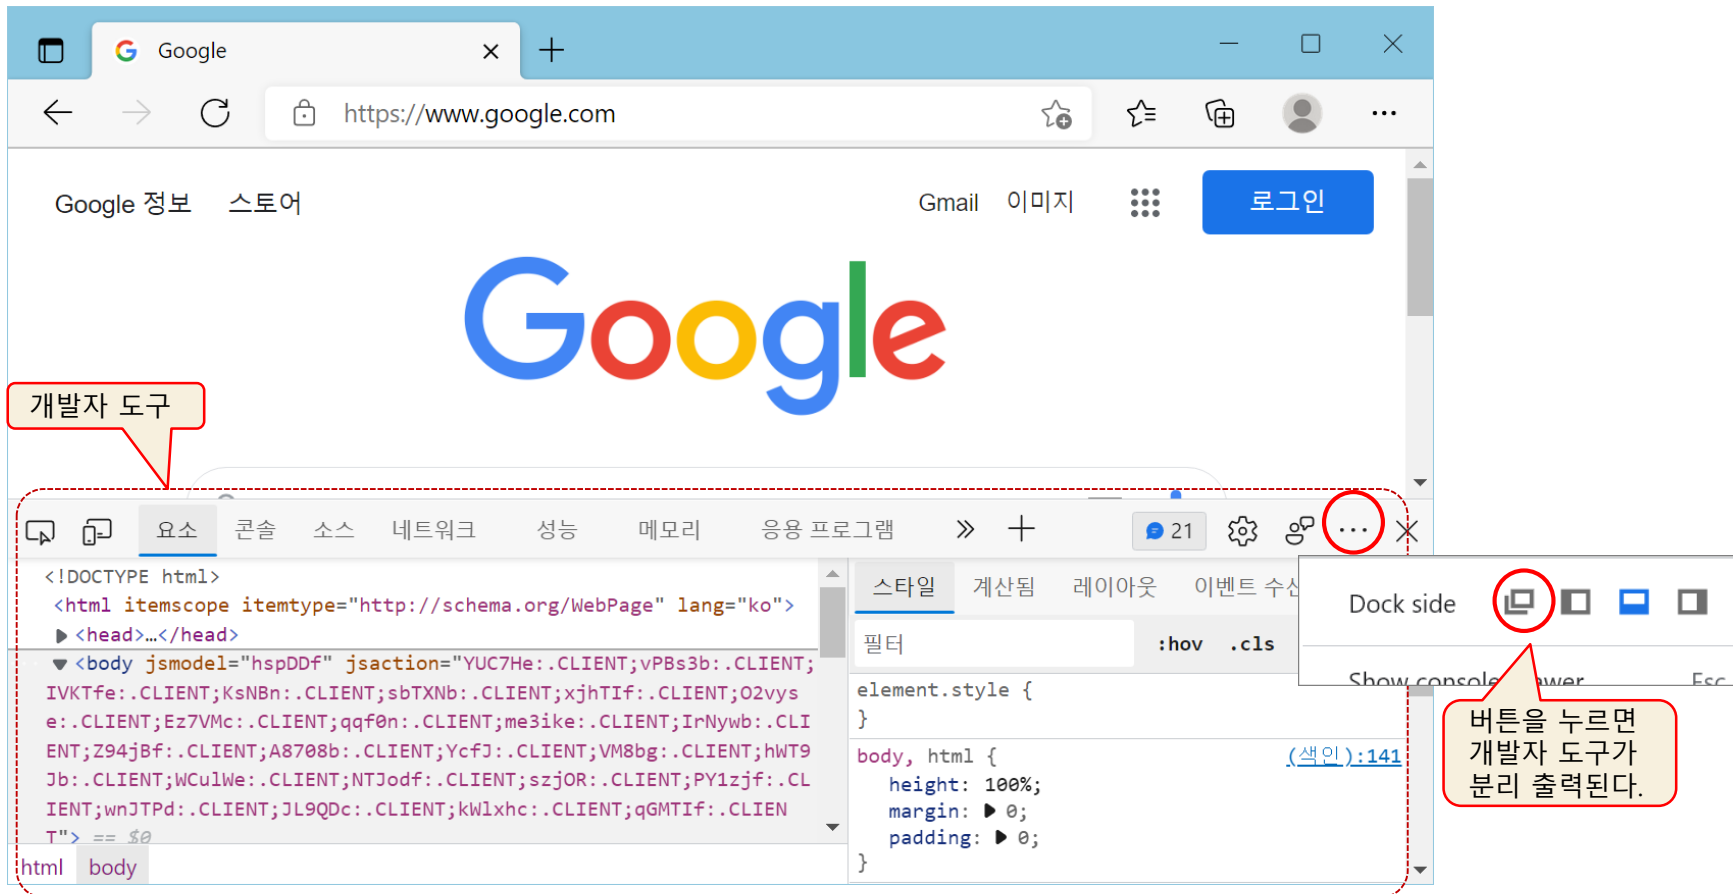 Google
https://www.google.com
Google 정보 스토어
Gmail 이미지 로그인
Google
개발자 도구
요소 콘솔 소스 네트워크 성능 메모리 응용 프로그램 21
<!DOCTYPE html>
<html itemscope itemtype="http://schema.org/WebPage" lang="ko">
<head>…</head>
<body jsmodel="hspDDf" jsaction="YUC7He:.CLIENT;vPBs3b:.CLIENT;
IVKTfe:.CLIENT;KsNBn:.CLIENT;sbTXNb:.CLIENT;xjhTIf:.CLIENT;O2vys
e:.CLIENT;Ez7VMc:.CLIENT;qqf0n:.CLIENT;me3ike:.CLIENT;IrNywb:.CLI
ENT;Z94jBf:.CLIENT;A8708b:.CLIENT;YcfJ:.CLIENT;VM8bg:.CLIENT;hWT9
Jb:.CLIENT;WCulWe:.CLIENT;NTJodf:.CLIENT;szjOR:.CLIENT;PY1zjf:.CL
IENT;wnJTPd:.CLIENT;JL9QDc:.CLIENT;kWlxhc:.CLIENT;qGMTIf:.CLIEN
T"> == $0
html body
스타일 계산됨 레이아웃 이벤트 수신
필터 :hov .cls
element.style {
}
body, html { (색인):141
height: 100%;
margin: 0;
padding: 0;
}
Dock side
Show console Esc
버튼을 누르면
개발자 도구가
분리 출력된다.